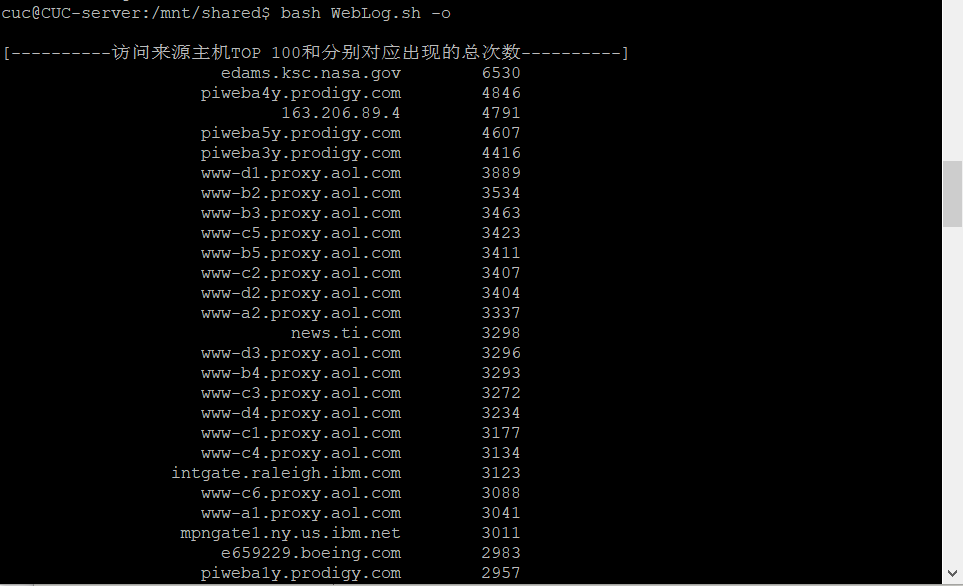 cuc@CUC-server:/mnt/shared$ bash WebLog.sh -o
[----------访问来源主机TOP 100和分别对应出现的总次数----------]
edams.ksc.nasa.gov 6530
piweba4y.prodigy.com 4846
163.206.89.4 4791
piweba5y.prodigy.com 4607
piweba3y.prodigy.com 4416
www-d1.proxy.aol.com 3889
www-b2.proxy.aol.com 3534
www-b3.proxy.aol.com 3463
www-c5.proxy.aol.com 3423
www-b5.proxy.aol.com 3411
www-c2.proxy.aol.com 3407
www-d2.proxy.aol.com 3404
www-a2.proxy.aol.com 3337
news.ti.com 3298
www-d3.proxy.aol.com 3296
www-b4.proxy.aol.com 3293
www-c3.proxy.aol.com 3272
www-d4.proxy.aol.com 3234
www-c1.proxy.aol.com 3177
www-c4.proxy.aol.com 3134
intgate.raleigh.ibm.com 3123
www-c6.proxy.aol.com 3088
www-a1.proxy.aol.com 3041
mpngate1.ny.us.ibm.net 3011
e659229.boeing.com 2983
piweba1y.prodigy.com 2957